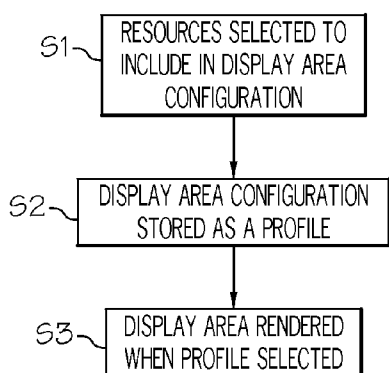 S1
RESOURCES SELECTED TO
INCLUDE IN DISPLAY AREA
CONFIGURATION
S2
DISPLAY AREA CONFIGURATION
STORED AS A PROFILE
S3
DISPLAY AREA RENDERED
WHEN PROFILE SELECTED